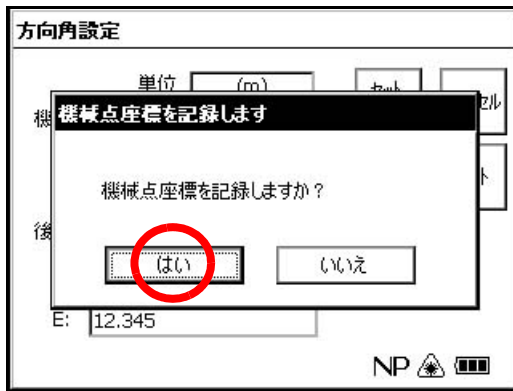 方向角設定
単位 (m)
機械点座標を記録します
機械点座標を記録しますか？
後
はい いいえ
E: 12.345
NP